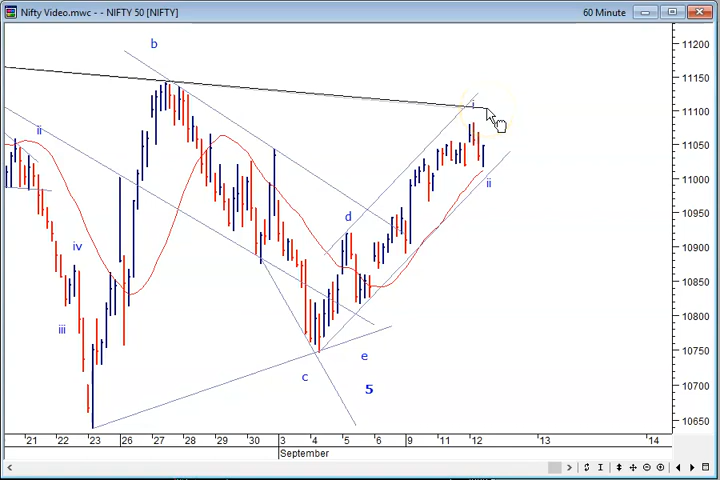 Nifty Video.mwc - - NIFTY 50 [NIFTY]
60 Minute
b
11200
11150
i
11100
ii
11050
11000
ii
d
10950
iv
10900
10850
iii
10800
e
10750
c
5
10700
10650
21 22 23 26 27 28 29 30 3 4 5 6 9 11 12 13 14
September